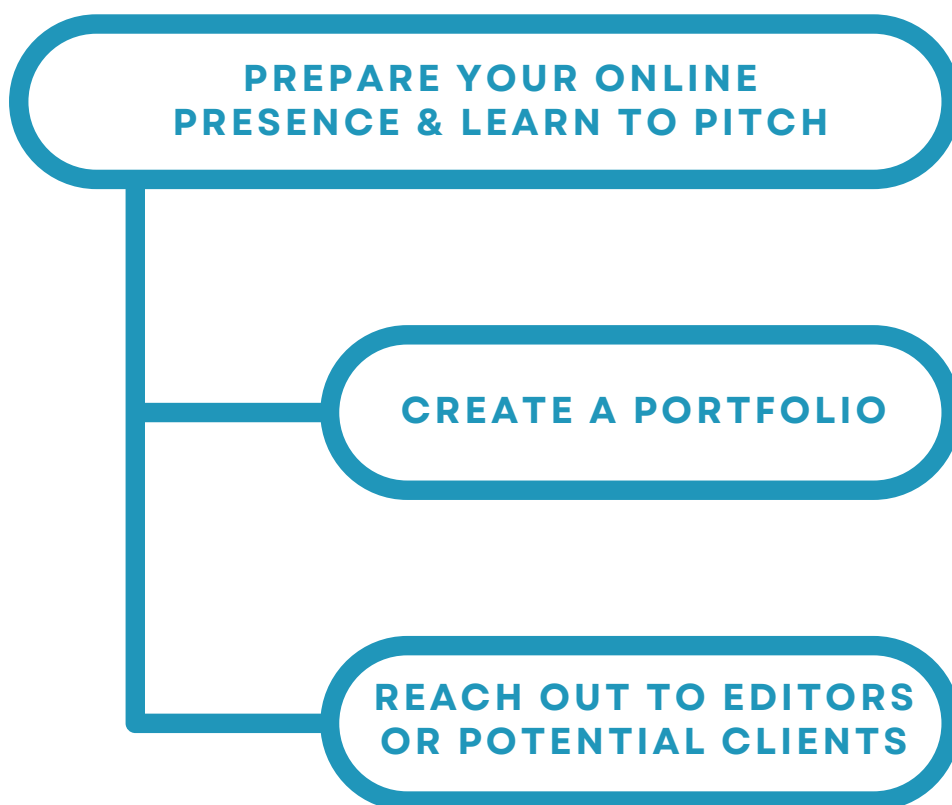 PREPARE YOUR ONLINE
PRESENCE & LEARN TO PITCH
CREATE A PORTFOLIO
REACH OUT TO EDITORS
OR POTENTIAL CLIENTS